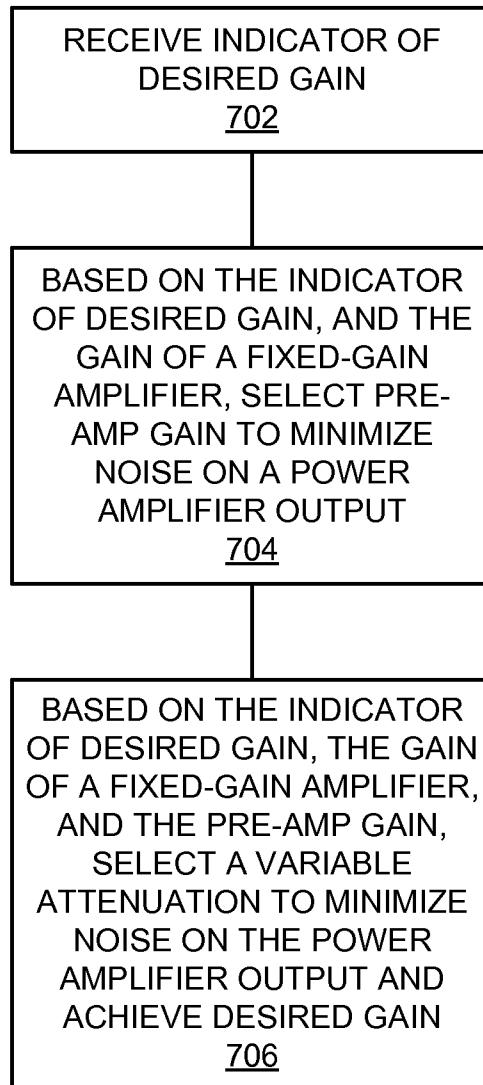 RECEIVE INDICATOR OF
DESIRED GAIN
702
BASED ON THE INDICATOR
OF DESIRED GAIN, AND THE
GAIN OF A FIXED-GAIN
AMPLIFIER, SELECT PRE-
AMP GAIN TO MINIMIZE
NOISE ON A POWER
AMPLIFIER OUTPUT
704
BASED ON THE INDICATOR
OF DESIRED GAIN, THE GAIN
OF A FIXED-GAIN AMPLIFIER,
AND THE PRE-AMP GAIN,
SELECT A VARIABLE
ATTENUATION TO MINIMIZE
NOISE ON THE POWER
AMPLIFIER OUTPUT AND
ACHIEVE DESIRED GAIN
706